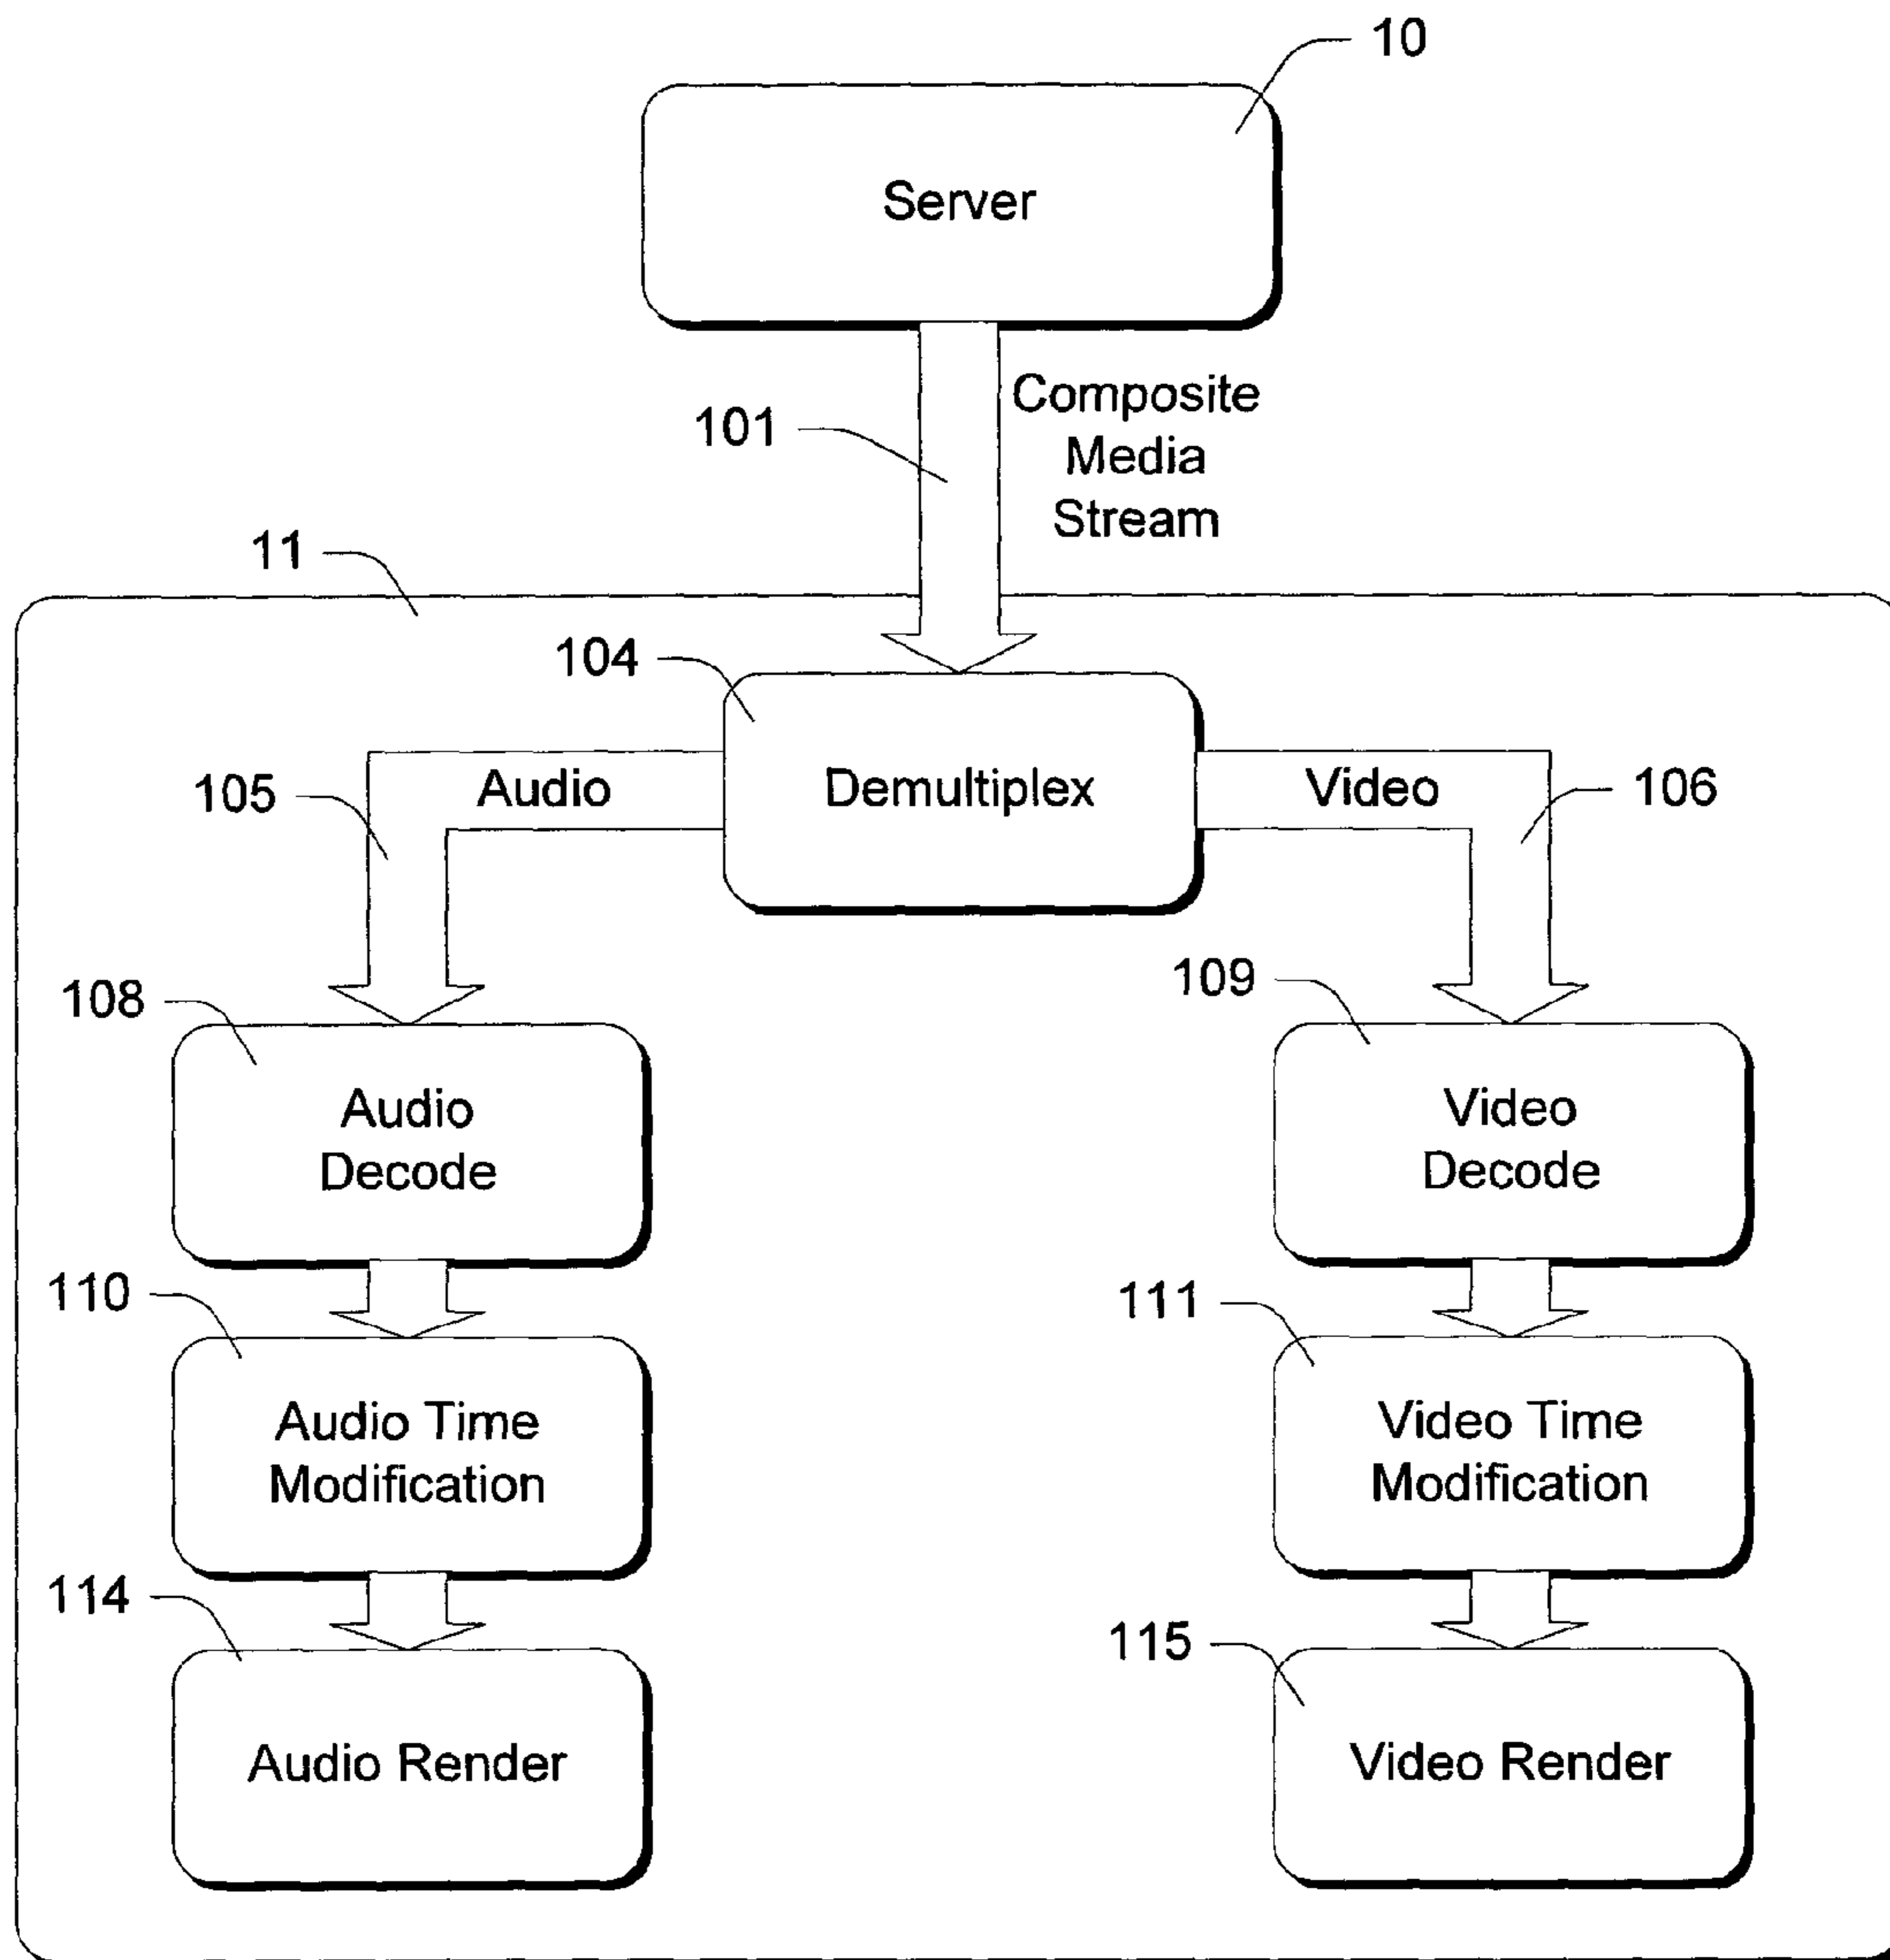 10
Server
Composite
Media
Stream
101
11
104
Audio
Demultiplex
Video
105
106
108
109
Audio
Decode
Video
Decode
110
111
Audio Time
Modification
Video Time
Modification
114
115
Audio Render
Video Render